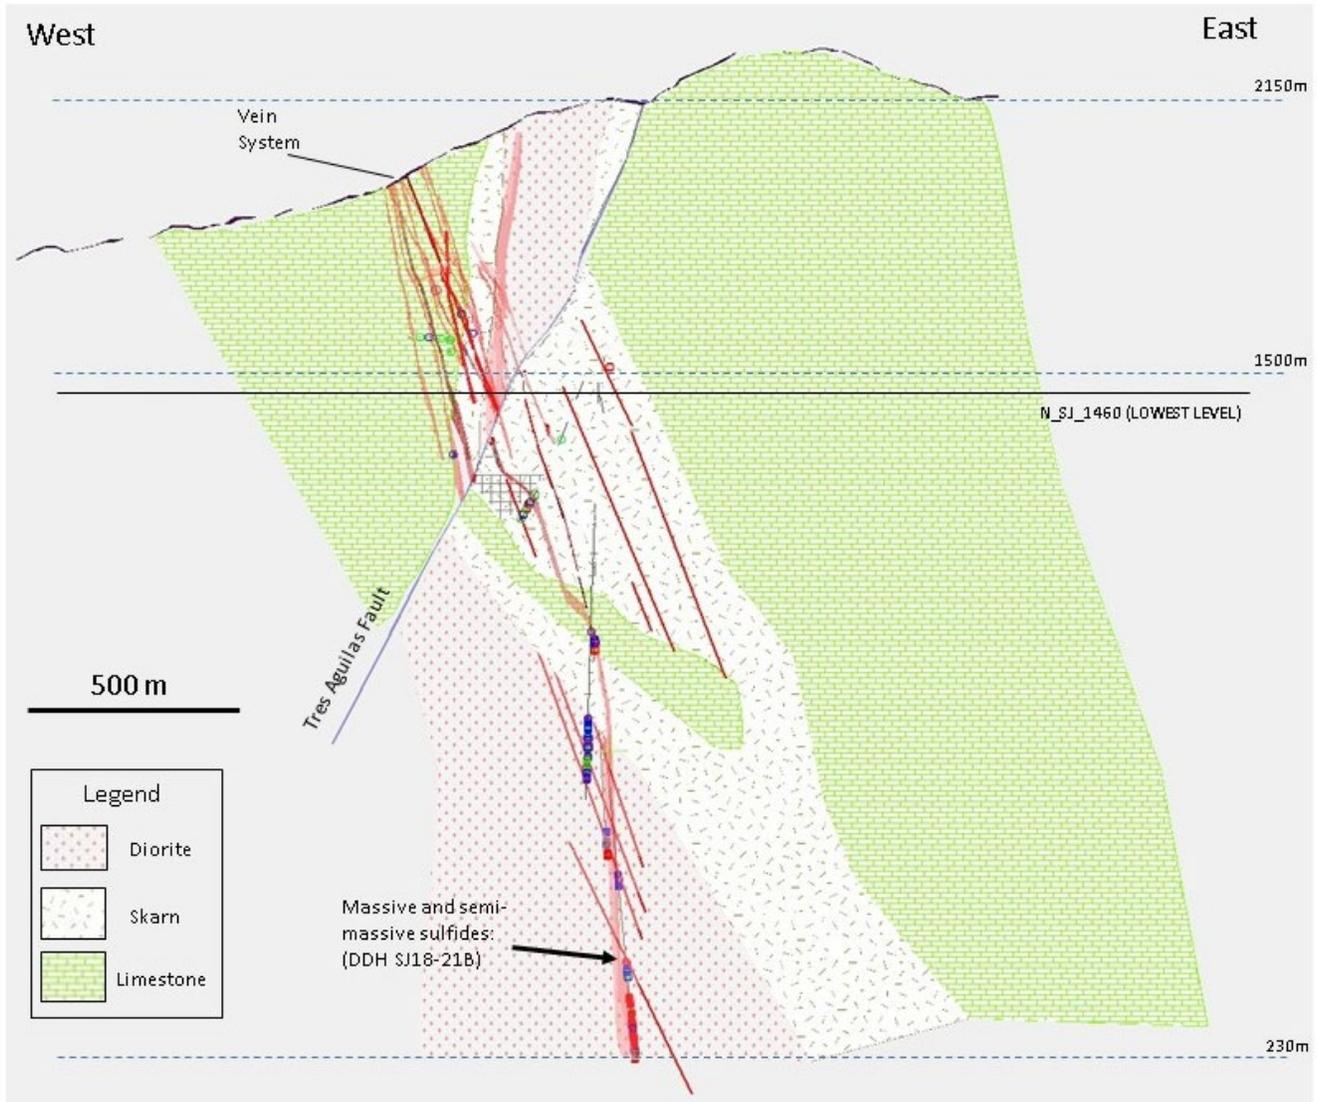 West
East
2150m
Vein
System
1500m
N_SJ_1460 (LOWEST LEVEL)
Tres Aguilas Fault
500 m
Legend
Diorite
Skarn
Limestone
Massive and semi-
massive sulfides:
(DDH SJ18-21B)
230m